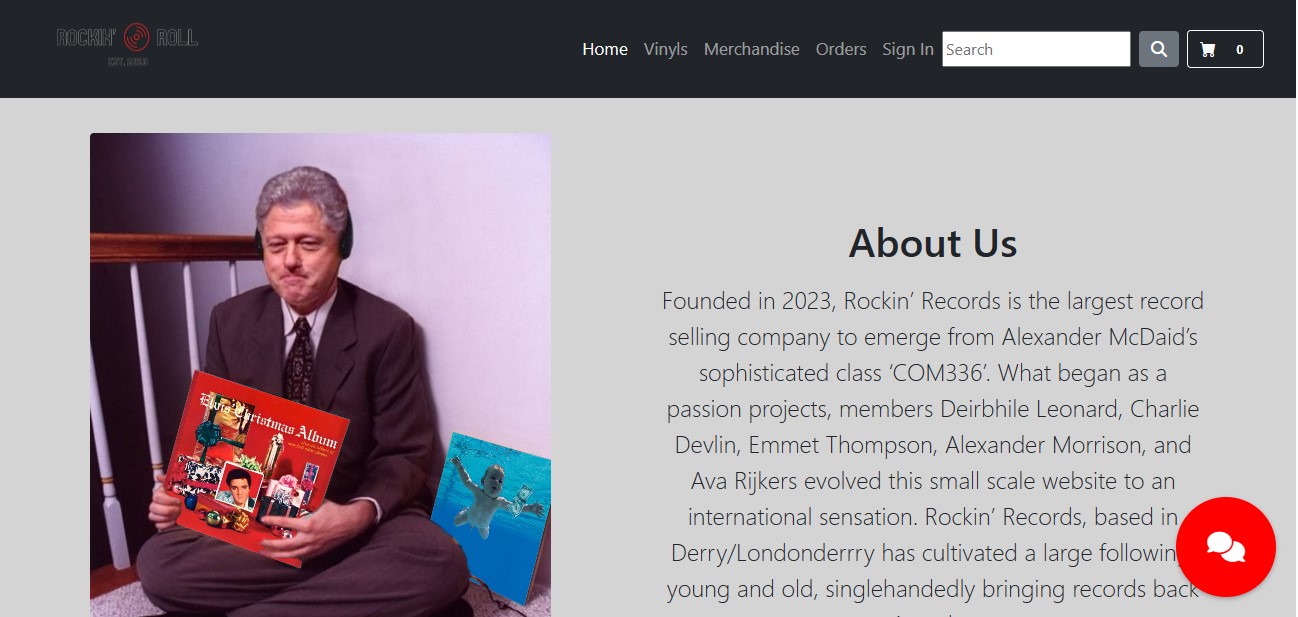 ROCKIN' ROLL
EST. 2023
Home Vinyls Merchandise Orders Sign In Search 0
Elvis' Christmas Album
About Us
Founded in 2023, Rockin’ Records is the largest record
selling company to emerge from Alexander McDaid’s
sophisticated class ‘COM336’. What began as a
passion projects, members Deirbhile Leonard, Charlie
Devlin, Emmet Thompson, Alexander Morrison, and
Ava Rijkers evolved this small scale website to an
international sensation. Rockin’ Records, based in
Derry/Londonderrry has cultivated a large following
young and old, singlehandedly bringing records back